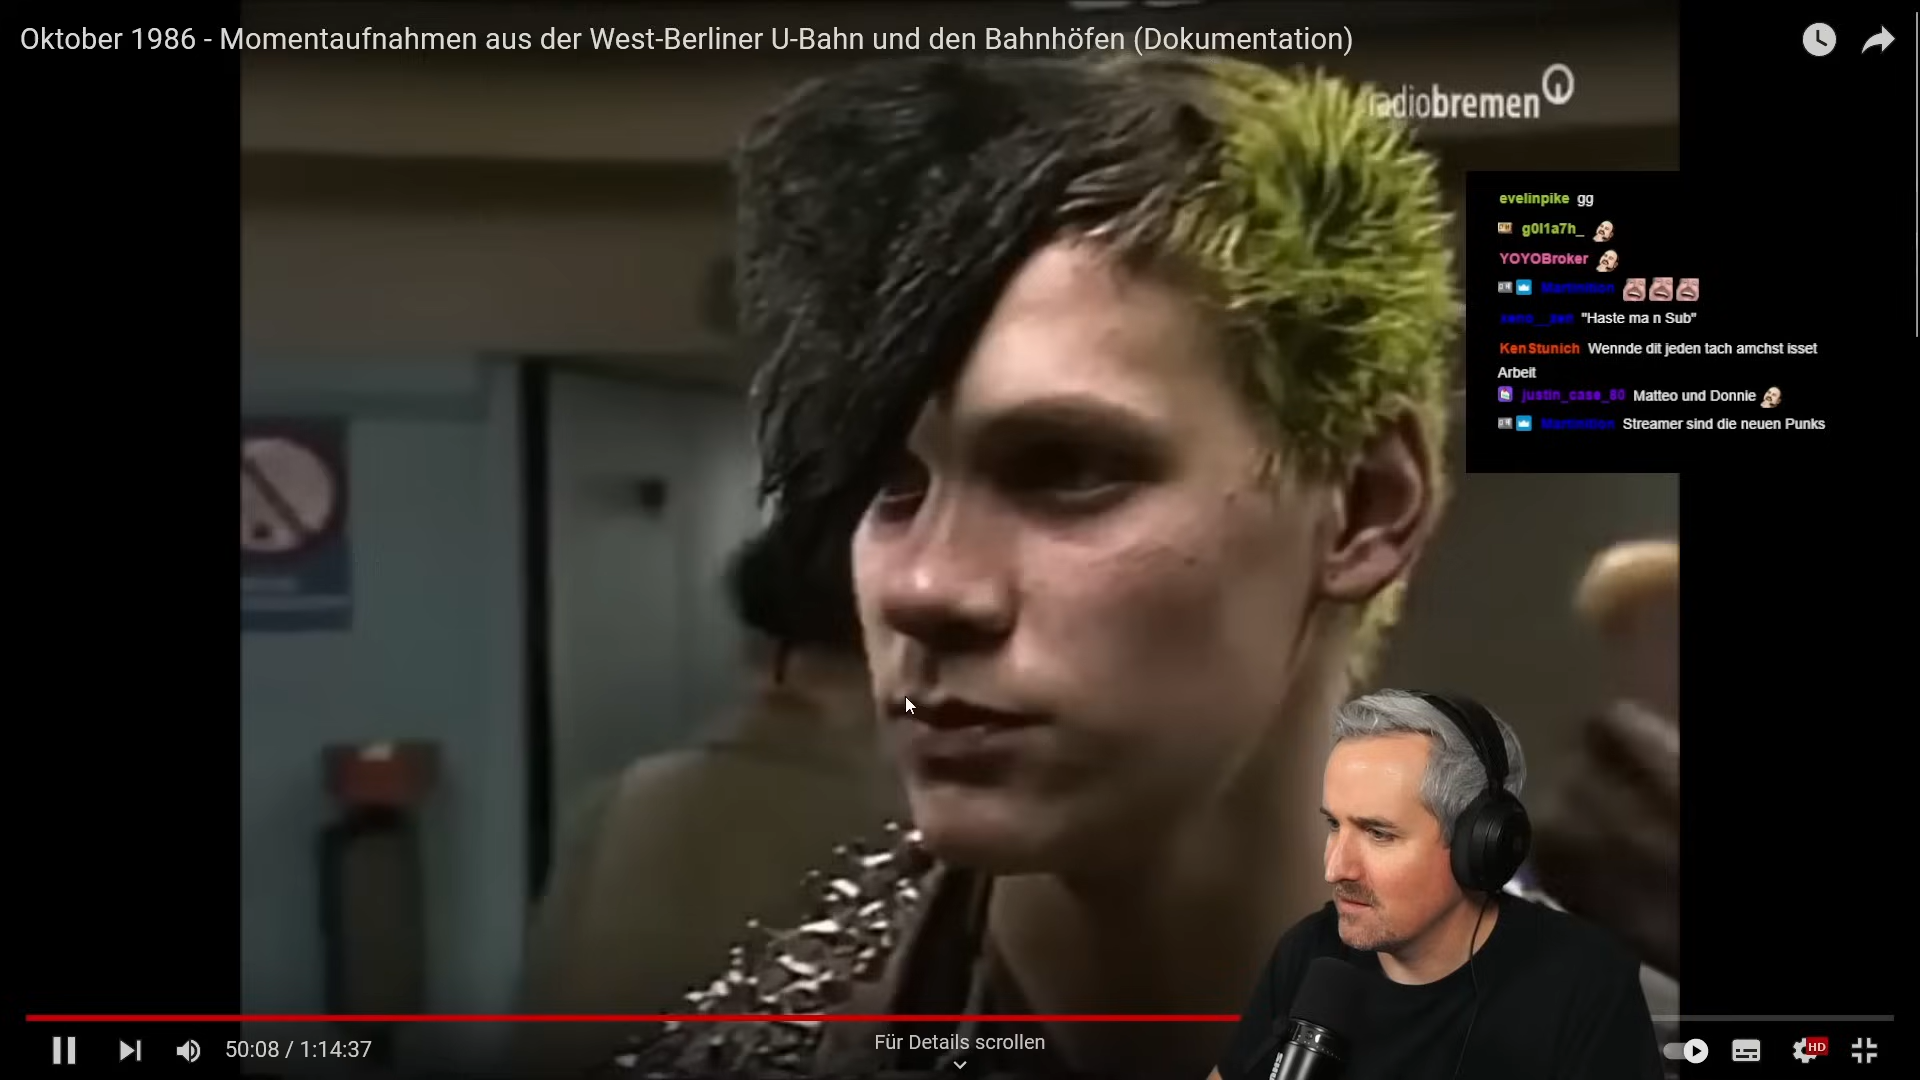 Oktober 1986 - Momentaufnahmen aus der West-Berliner U-Bahn und den Bahnhöfen (Dokumentation)
radiobremen
evelinpike gg
g0l1a7h_
YOYOBroker
"Haste ma n Sub"
KenStunich Wennde dit jeden tach amchst isset
Arbeit
justin_case_80 Matteo und Donnie
Streamer sind die neuen Punks
50:08 / 1:14:37
Für Details scrollen
HD